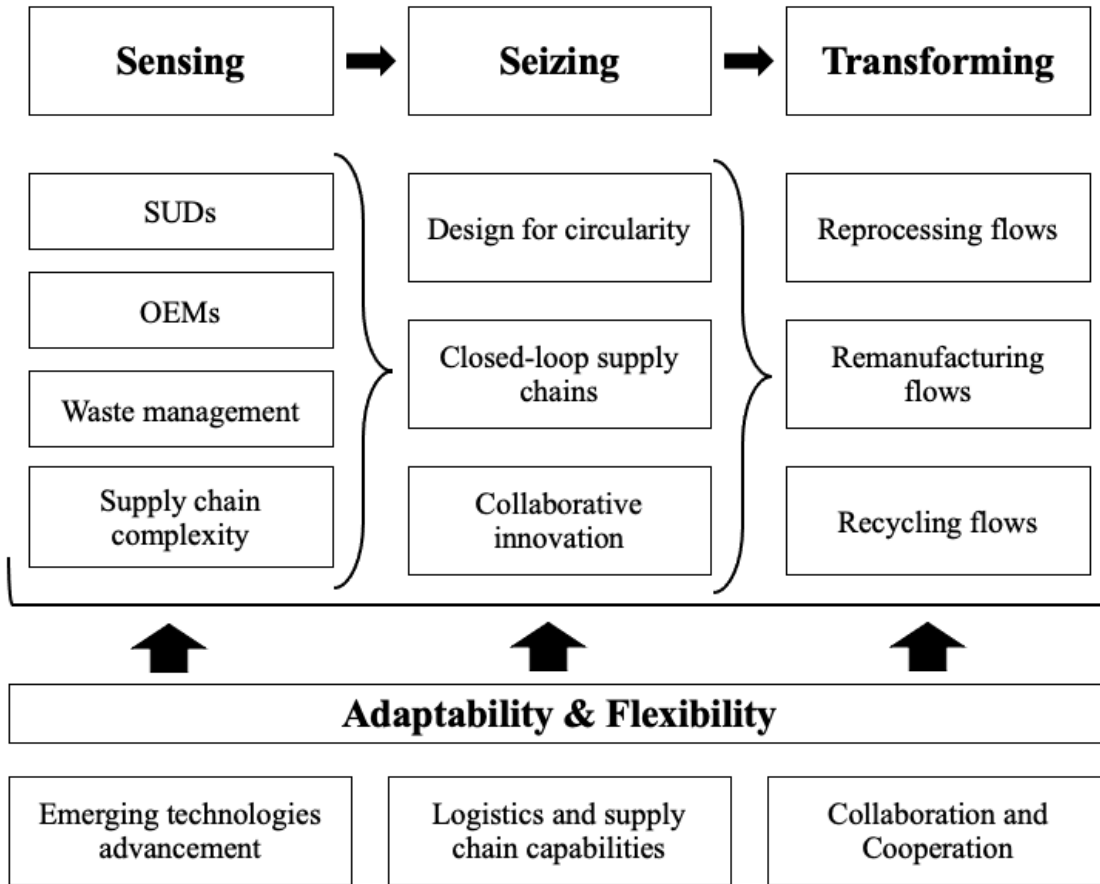 Sensing
Seizing
Transforming
SUDs
OEMs
Waste management
Supply chain
complexity
Design for circularity
Closed-loop supply
chains
Collaborative
innovation
Reprocessing flows
Remanufacturing
flows
Recycling flows
Adaptability & Flexibility
Emerging technologies
advancement
Logistics and supply
chain capabilities
Collaboration and
Cooperation